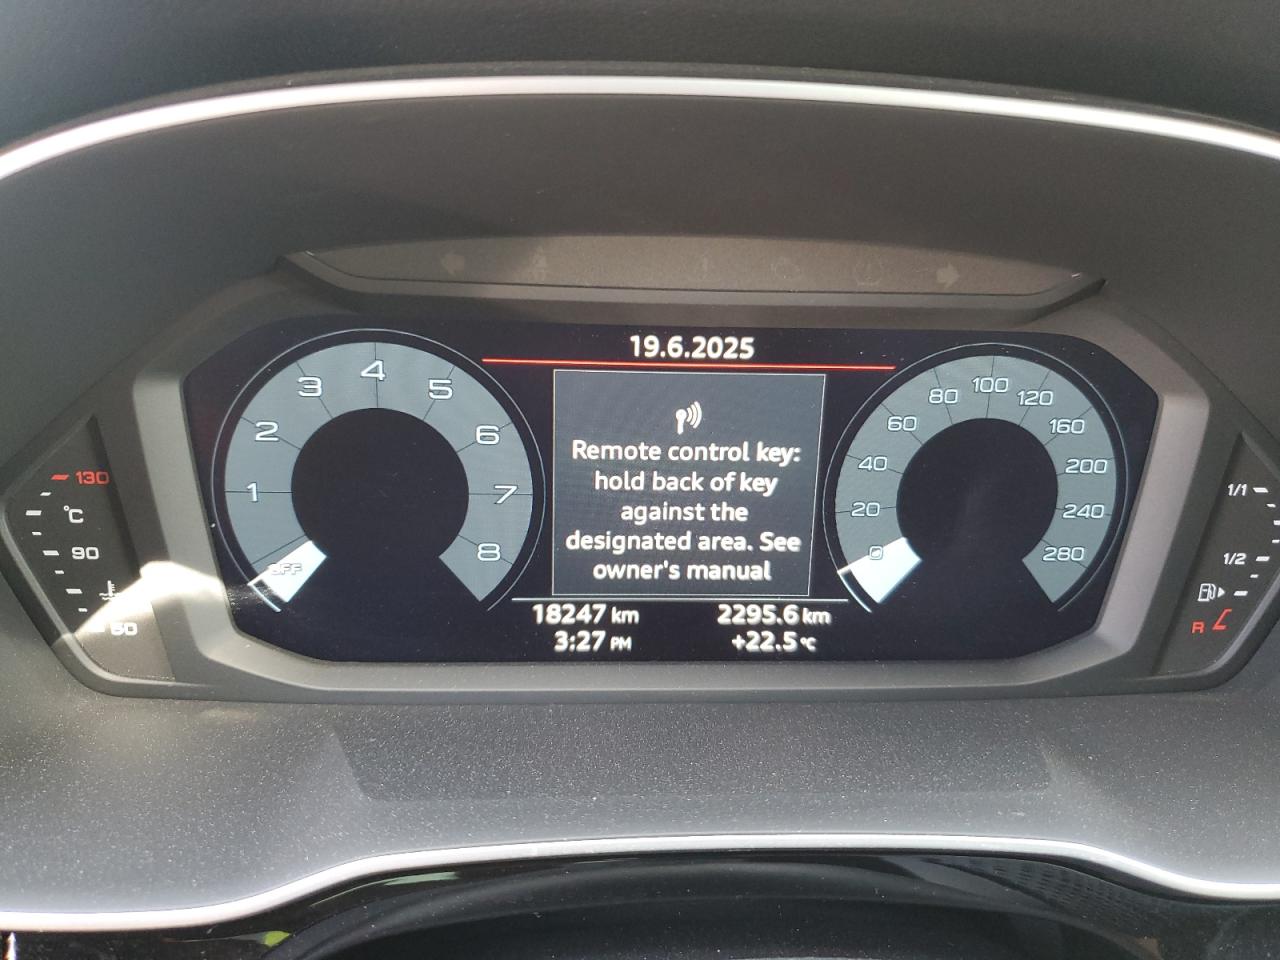 19.6.2025
4
3
5
2
6
1
7
8
OFF
Remote control key:
hold back of key
against the
designated area. See
owner's manual
80 100 120
60 160
40 200
20 240
0 280
18247 km 2295.6 km
3:27 PM +22.5 °C
130
°C
90
50
1/1
1/2
R